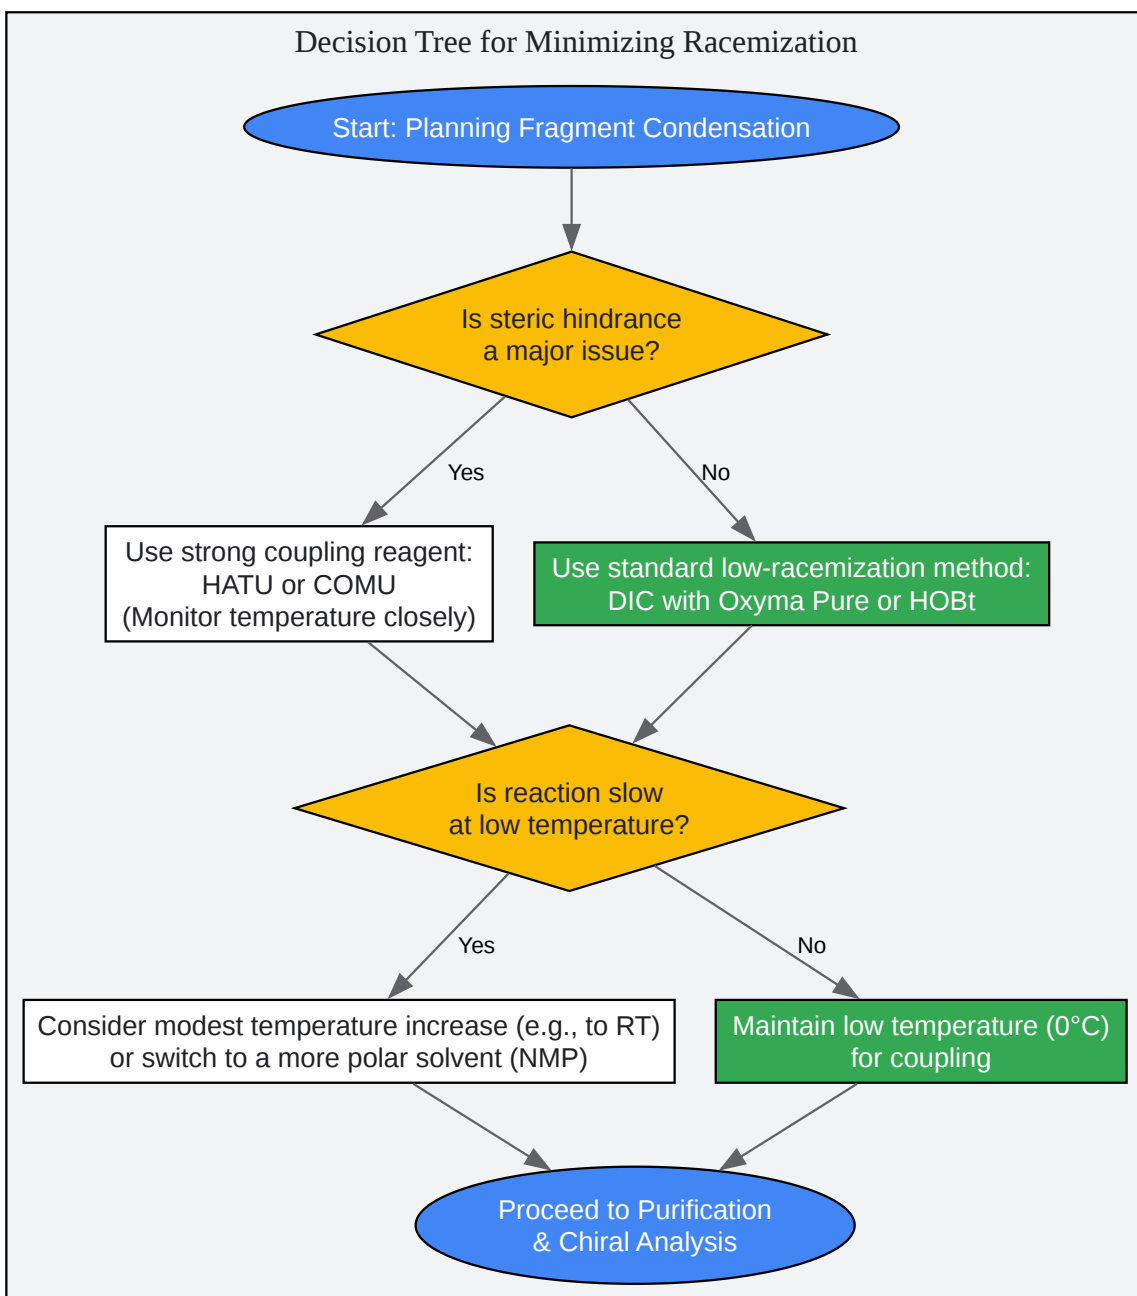 Decision Tree for Minimizing Racemization
Start: Planning Fragment Condensation
Is steric hindrance
a major issue?
Yes
No
Use strong coupling reagent:
HATU or COMU
(Monitor temperature closely)
Use standard low-racemization method:
DIC with Oxyma Pure or HOBt
Is reaction slow
at low temperature?
Yes
No
Consider modest temperature increase (e.g., to RT)
or switch to a more polar solvent (NMP)
Maintain low temperature (0°C)
for coupling
Proceed to Purification
& Chiral Analysis